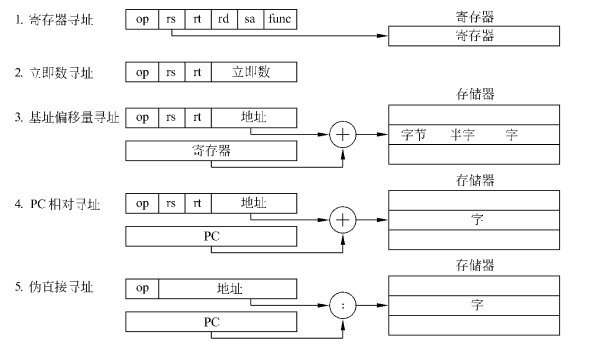 寄存器
1. 寄存器寻址 op rs rt rd sa func 寄存器
2. 立即数寻址 op rs rt 立即数
存储器
3. 基址偏移量寻址 op rs rt 地址 +
字节 半字 字
寄存器
存储器
4. PC相对寻址 op rs rt 地址 +
字
PC
存储器
5. 伪直接寻址 op 地址
: 字
PC